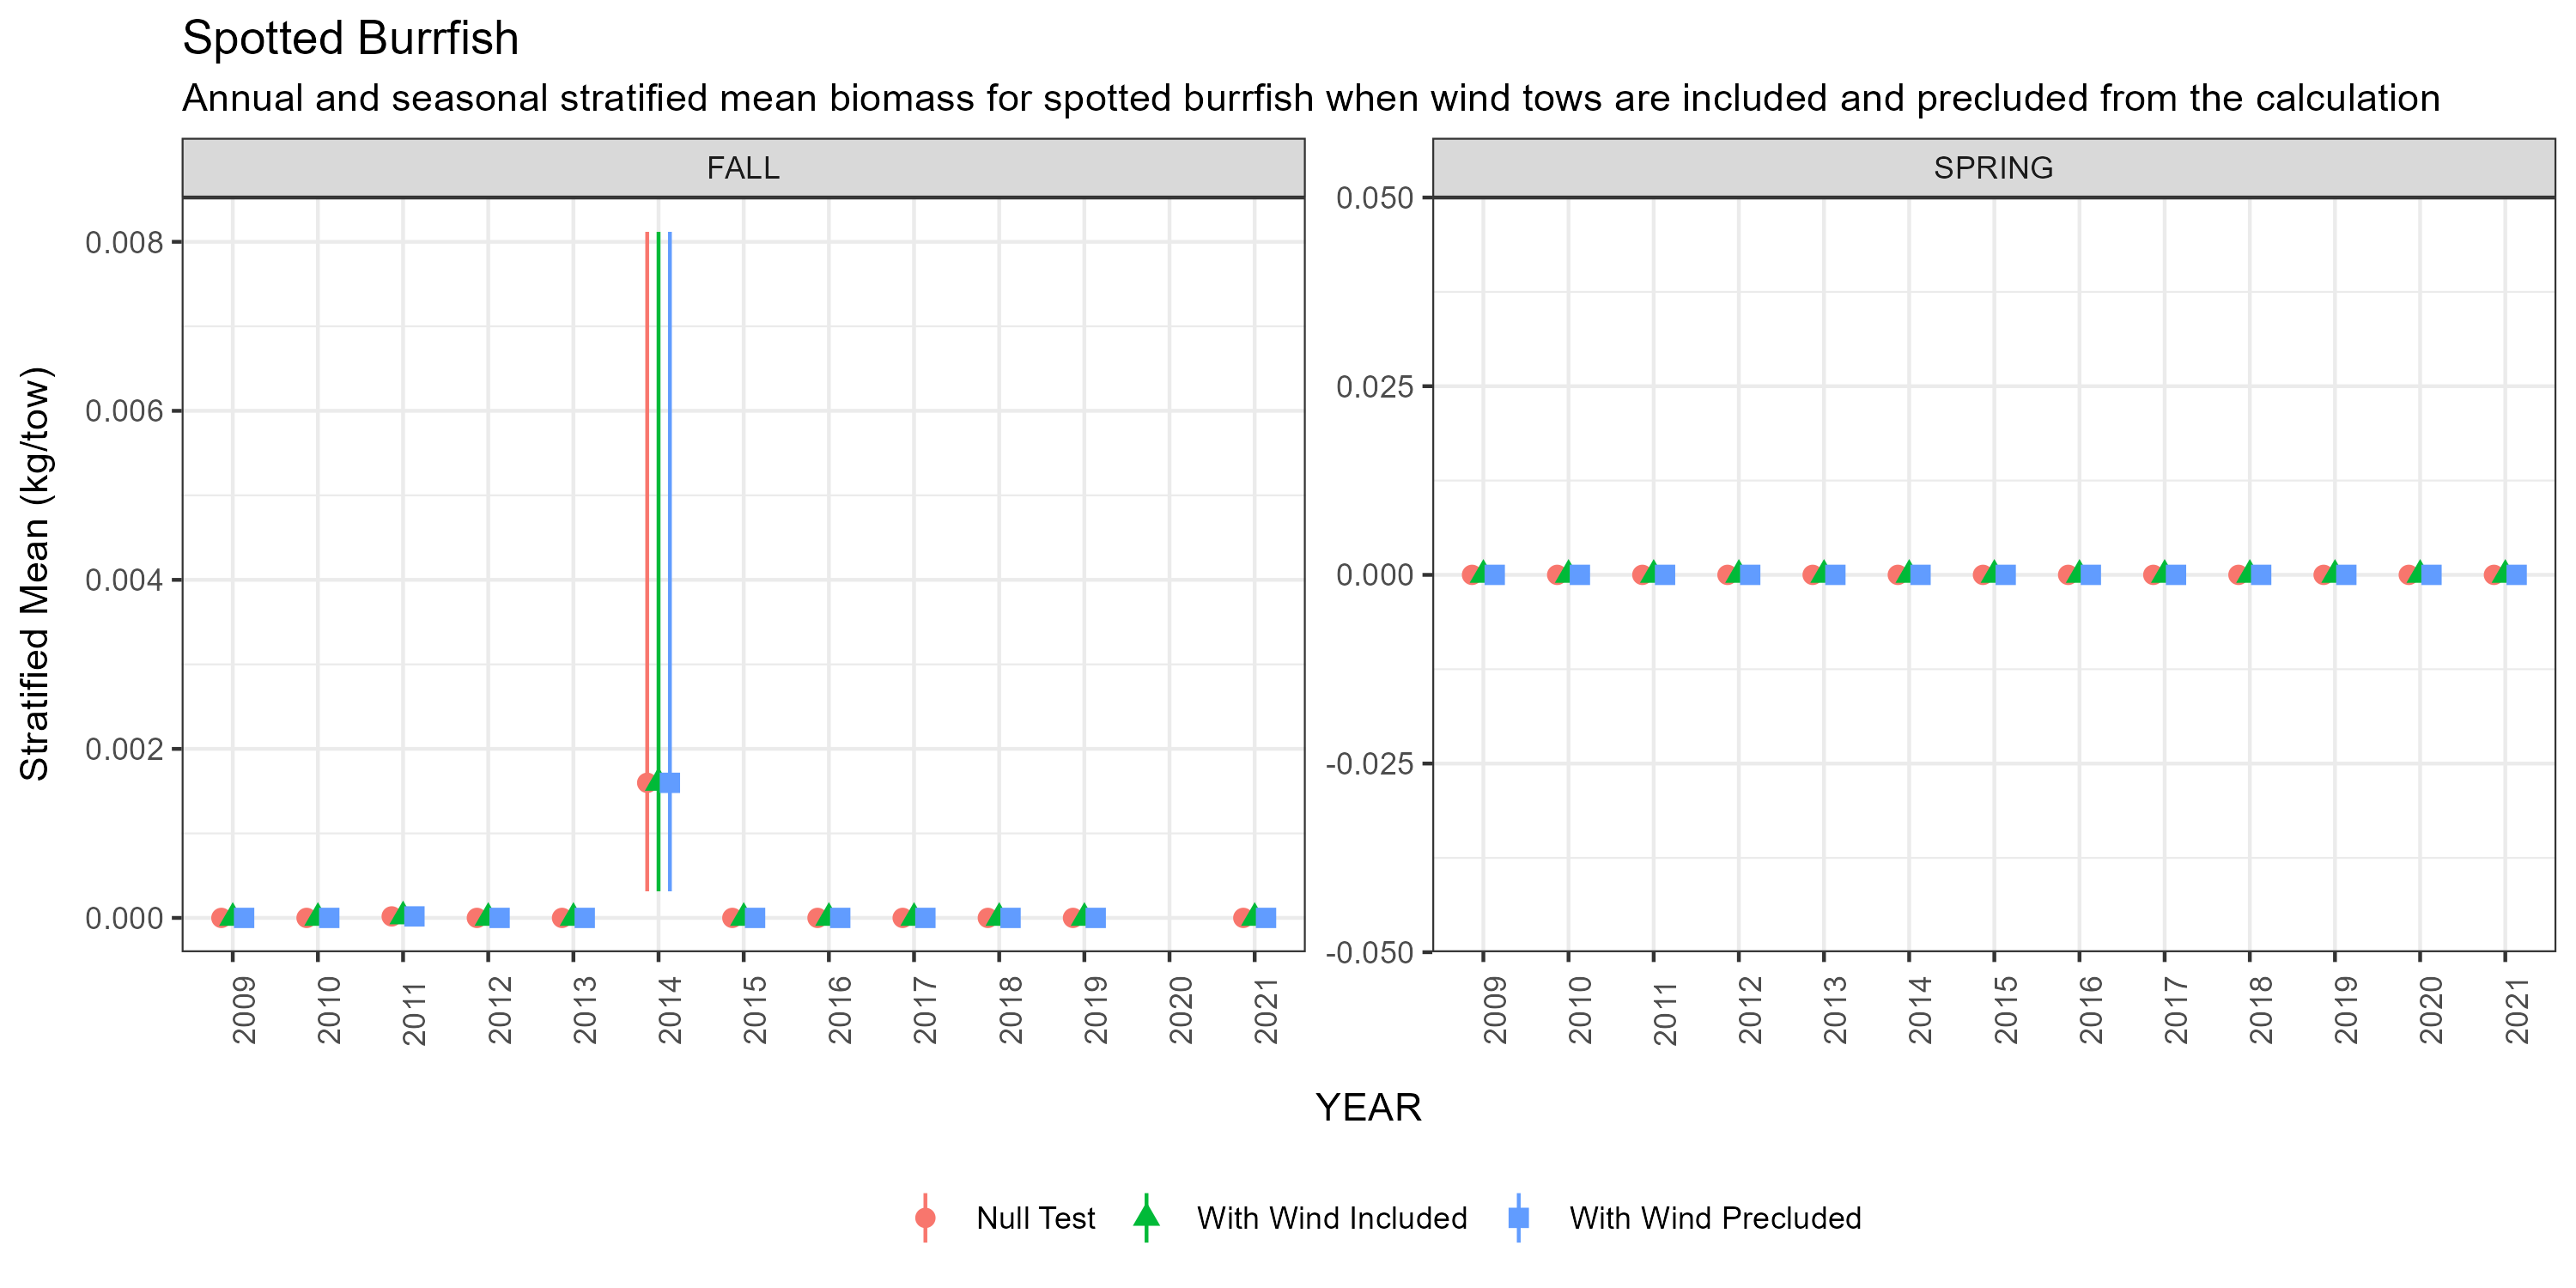 Spotted Burrfish
Annual and seasonal stratified mean biomass for spotted burrfish when wind tows are included and precluded from the calculation
FALL
SPRING
Stratified Mean (kg/tow)
0.008
0.006
0.004
0.002
0.000
0.050
0.025
0.000
-0.025
-0.050
2009 2010 2011 2012 2013 2014 2015 2016 2017 2018 2019 2020 2021
2009 2010 2011 2012 2013 2014 2015 2016 2017 2018 2019 2020 2021
YEAR
Null Test With Wind Included With Wind Precluded